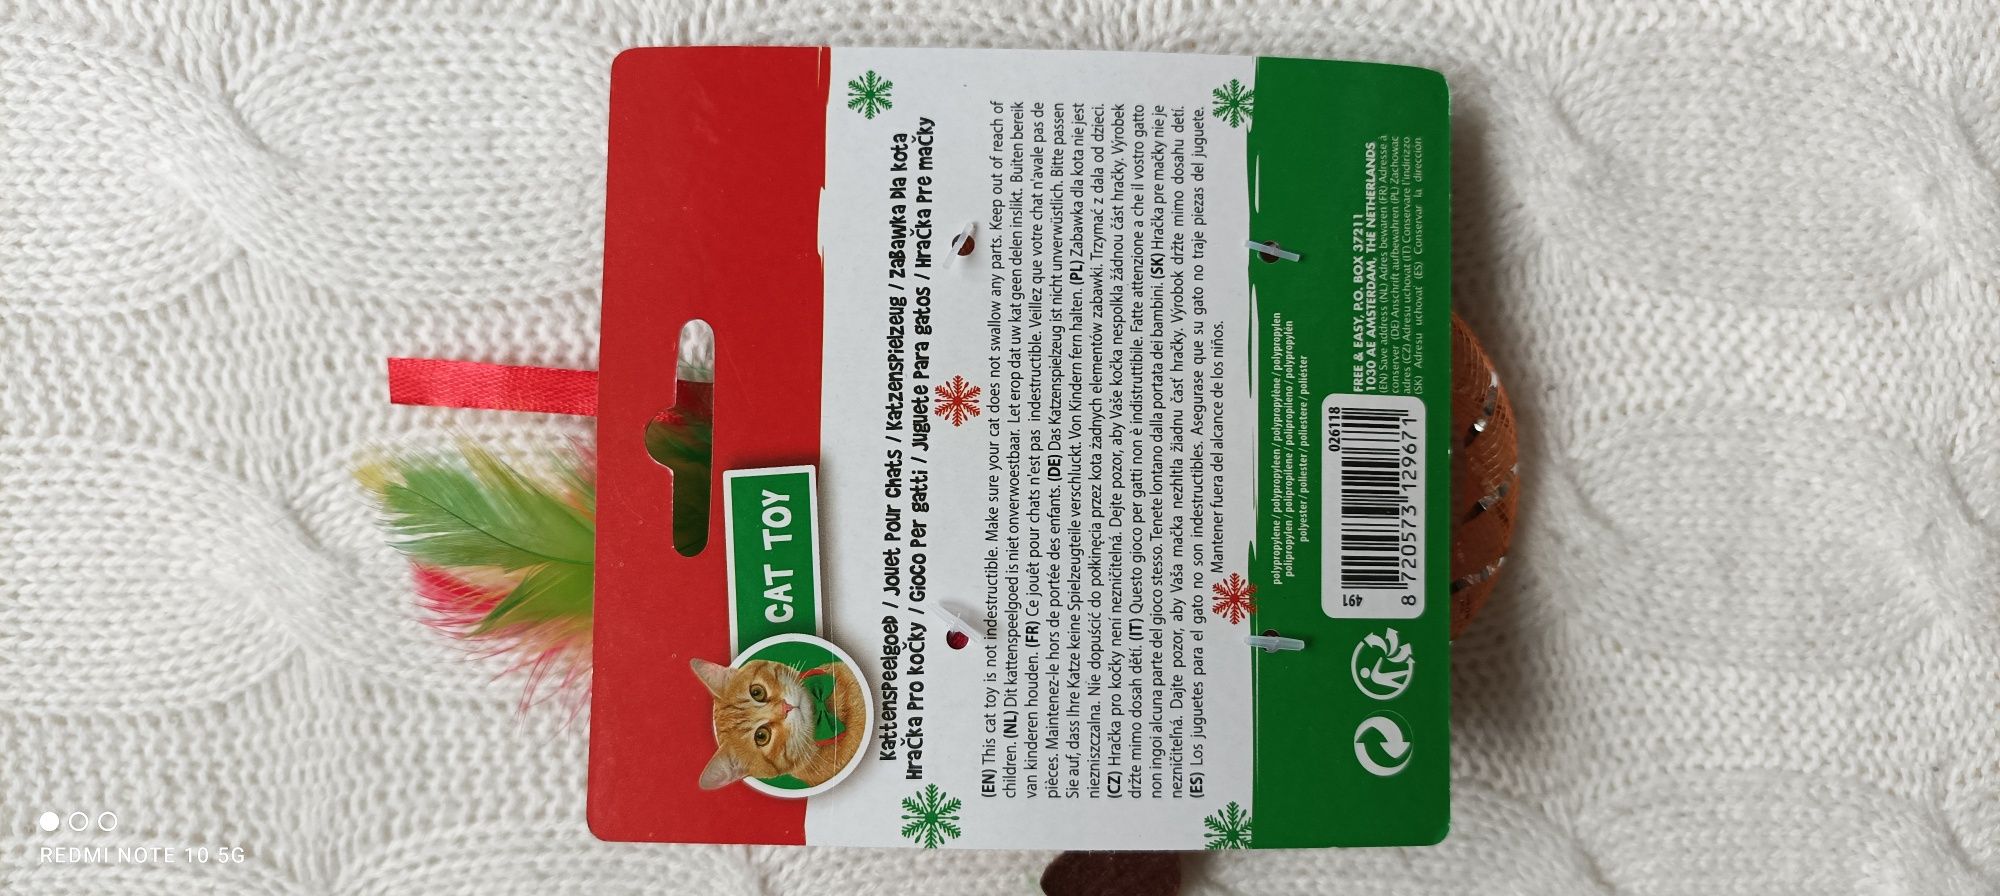 CAT TOY
Kattenspeelgoed / Jouet Pour Chats / Katzenspielzeug / Zabawka Dla kota
Hračka Pro kočky / Gioco Per gatti / Juguete Para gatos / Hračka Pre mačky
(EN) This cat toy is not indestructible. Make sure your cat does not swallow any parts. Keep out of reach of
children. (NL) Dit kattenspeelgoed is niet onverwoestbaar. Let erop dat uw kat geen delen inslikt. Buiten bereik
van kinderen houden. (FR) Ce jouêt pour chats n'est pas indestructible. Veillez que votre chat n'avale pas de
pièces. Maintenez-le hors de portée des enfants. (DE) Das Katzenspielzeug ist nicht unverwüstlich. Bitte passen
Sie auf, dass Ihre Katze keine Spielzeugteile verschluckt. Von Kindern fern halten. (PL) Zabawka dla kota nie jest
niezniszczalna. Nie dopuścić do połkinęcia przez kota żadnych elementów zabawki. Trzymać z dala od dzieci.
(CZ) Hračka pro kočky není nezničitelná. Dejte pozor, aby Vaše kočka nespolkla žádnou část hračky. Výrobek
držte mimo dosah dětí. (IT) Questo gioco per gatti non è indistruttibile. Fatte attenzione a che il vostro gatto
non ingoi alcuna parte del gioco stesso. Tenete lontano dalla portata dei bambini. (SK) Hračka pre mačky nie je
nezničiteľná. Dajte pozor, aby Vaša mačka nezhltla žiadnu časť hračky. Výrobok držte mimo dosahu detí.
(ES) Los juguetes para el gato no son indestructibles. Asegurase que su gato no traje piezas del juguete.
Mantener fuera del alcance de los niños.
polypropylene / polypropyleen / polypropylène / polypropylen
polipropylen / polipropilene / polipropileno / polypropylén
polyester / poliester / poliestere / poliéster
491
026118
8 720573 129671
FREE & EASY, P.O. BOX 37211
1030 AE AMSTERDAM, THE NETHERLANDS
(EN) Save address (NL) Adres bewaren (FR) Adresse à
conserver (DE) Anschrift aufbewahren (PL) Zachować
adres (CZ) Adresu uchovat (IT) Conservare l'indirizzo
(SK) Adresu uchovať (ES) Conservar la direccion
REDMI NOTE 10 5G